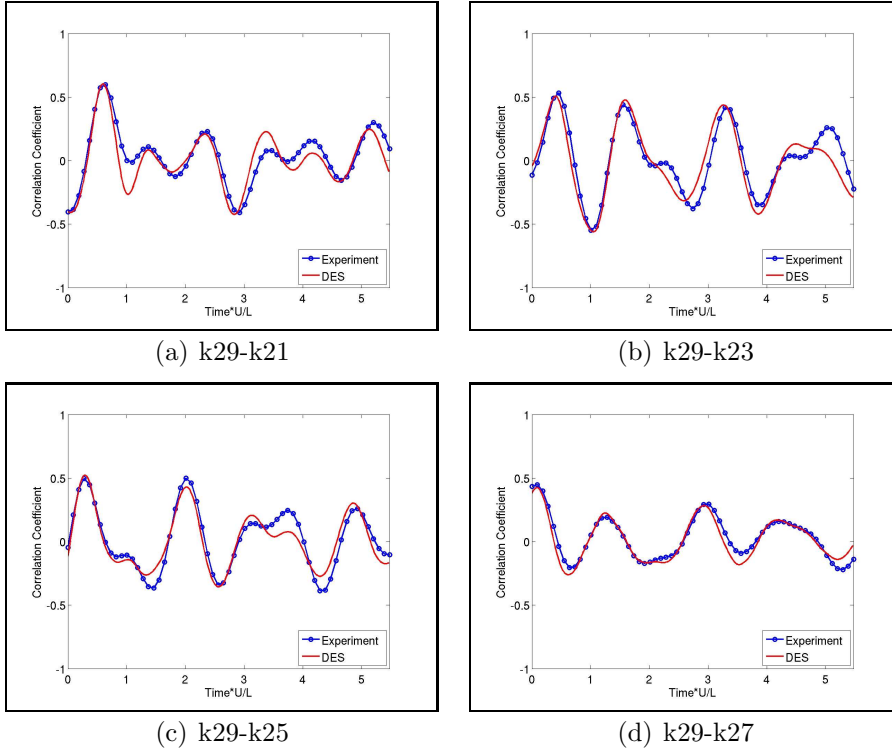 1
0.5
0
-0.5
-1
Correlation Coefficient
0 1 2 3 4 5
Time*U/L
Experiment
DES
(a) k29-k21
1
0.5
0
-0.5
-1
Correlation Coefficient
0 1 2 3 4 5
Time*U/L
Experiment
DES
(b) k29-k23
1
0.5
0
-0.5
-1
Correlation Coefficient
0 1 2 3 4 5
Time*U/L
Experiment
DES
(c) k29-k25
1
0.5
0
-0.5
-1
Correlation Coefficient
0 1 2 3 4 5
Time*U/L
Experiment
DES
(d) k29-k27